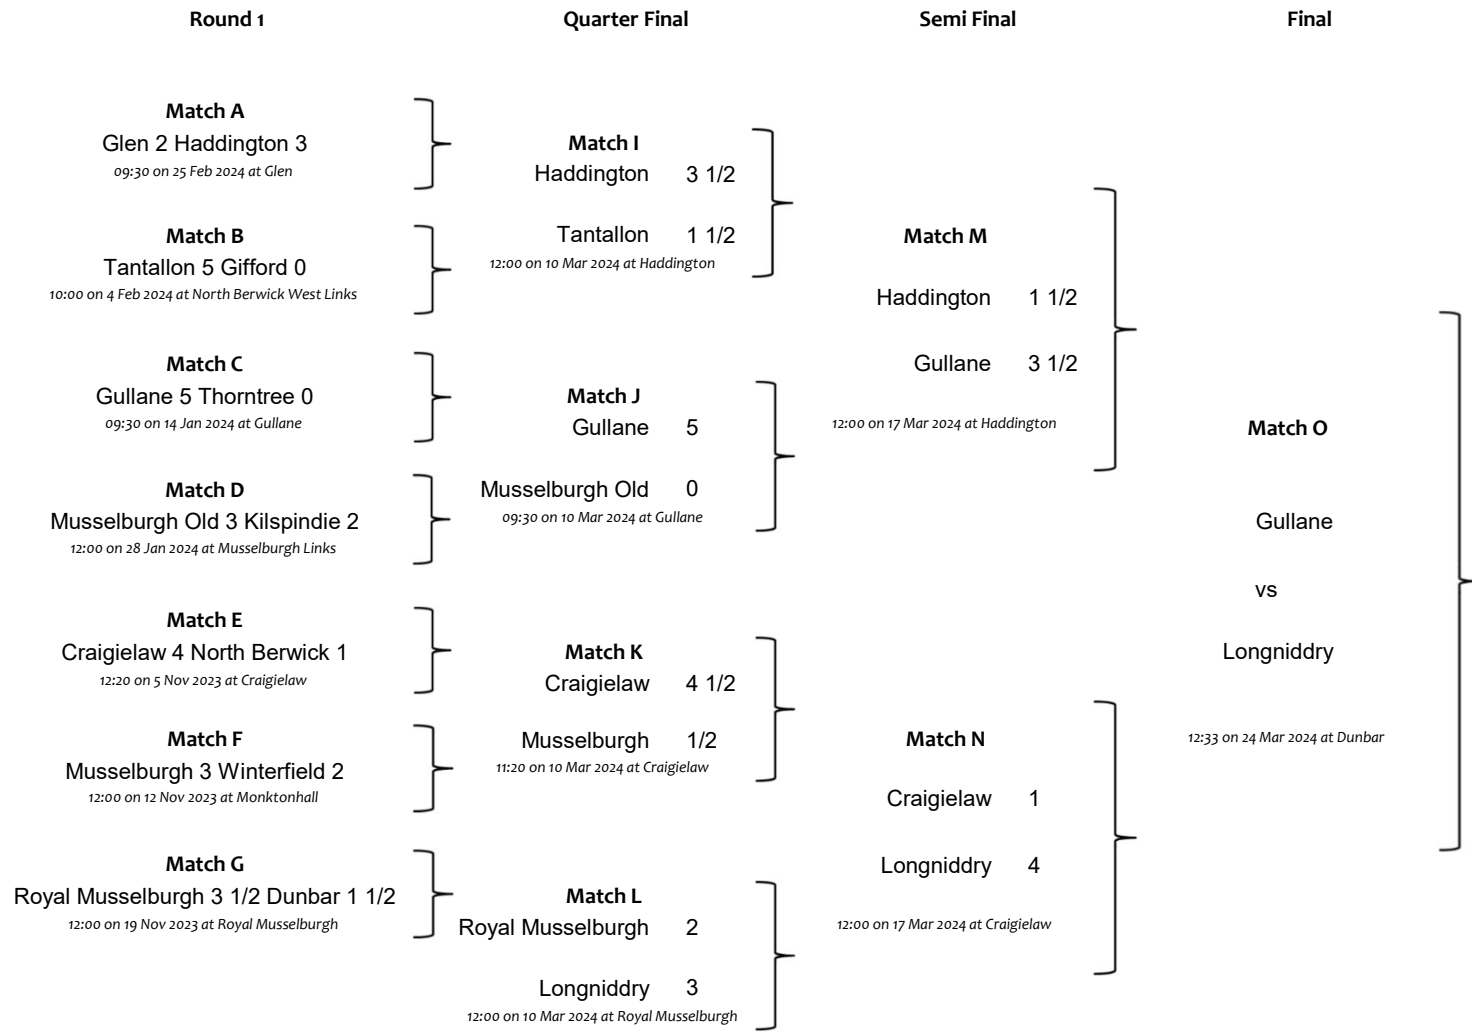 Round 1
Quarter Final
Semi Final
Final
Match A
Glen 2 Haddington 3
09:30 on 25 Feb 2024 at Glen
Match B
Tantallon 5 Gifford 0
10:00 on 4 Feb 2024 at North Berwick West Links
Match C
Gullane 5 Thorntree 0
09:30 on 14 Jan 2024 at Gullane
Match D
Musselburgh Old 3 Kilspindie 2
12:00 on 28 Jan 2024 at Musselburgh Links
Match E
Craigielaw 4 North Berwick 1
12:20 on 5 Nov 2023 at Craigielaw
Match F
Musselburgh 3 Winterfield 2
12:00 on 12 Nov 2023 at Monktonhall
Match G
Royal Musselburgh 3 1/2 Dunbar 1 1/2
12:00 on 19 Nov 2023 at Royal Musselburgh
Match I
Haddington 3 1/2
Tantallon 1 1/2
12:00 on 10 Mar 2024 at Haddington
Match J
Gullane 5
Musselburgh Old 0
09:30 on 10 Mar 2024 at Gullane
Match K
Craigielaw 4 1/2
Musselburgh 1/2
11:20 on 10 Mar 2024 at Craigielaw
Match L
Royal Musselburgh 2
Longniddry 3
12:00 on 10 Mar 2024 at Royal Musselburgh
Match M
Haddington 1 1/2
Gullane 3 1/2
12:00 on 17 Mar 2024 at Haddington
Match N
Craigielaw 1
Longniddry 4
12:00 on 17 Mar 2024 at Craigielaw
Match O
Gullane
vs
Longniddry
12:33 on 24 Mar 2024 at Dunbar